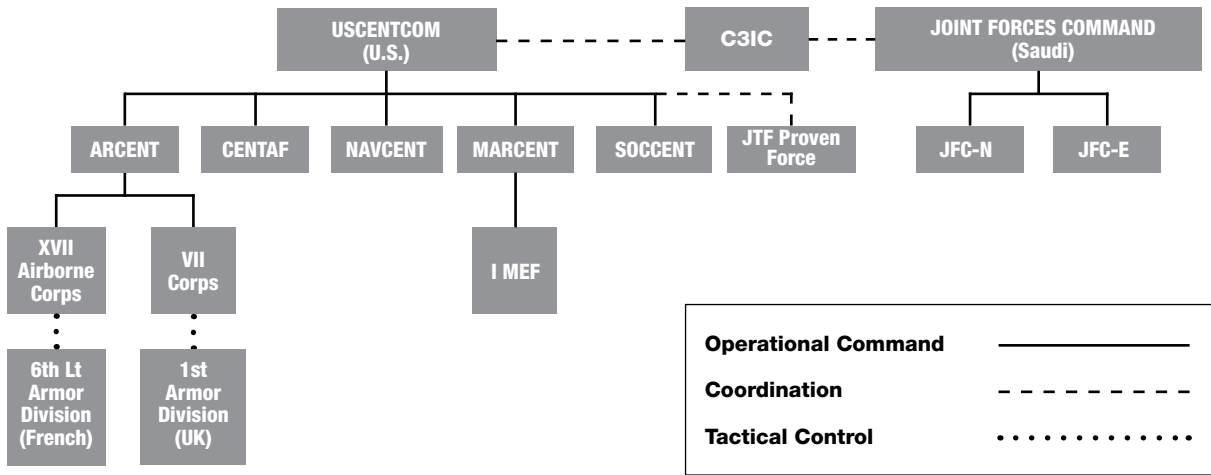 USCENTCOM
(U.S.)
C3IC
JOINT FORCES COMMAND
(Saudi)
ARCENT
CENTAF
NAVCENT
MARCENT
SOCCENT
JTF Proven
Force
JFC-N
JFC-E
XVII
Airborne
Corps
VII
Corps
I MEF
6th Lt
Armor
Division
(French)
1st
Armor
Division
(UK)
Operational Command
Coordination
Tactical Control